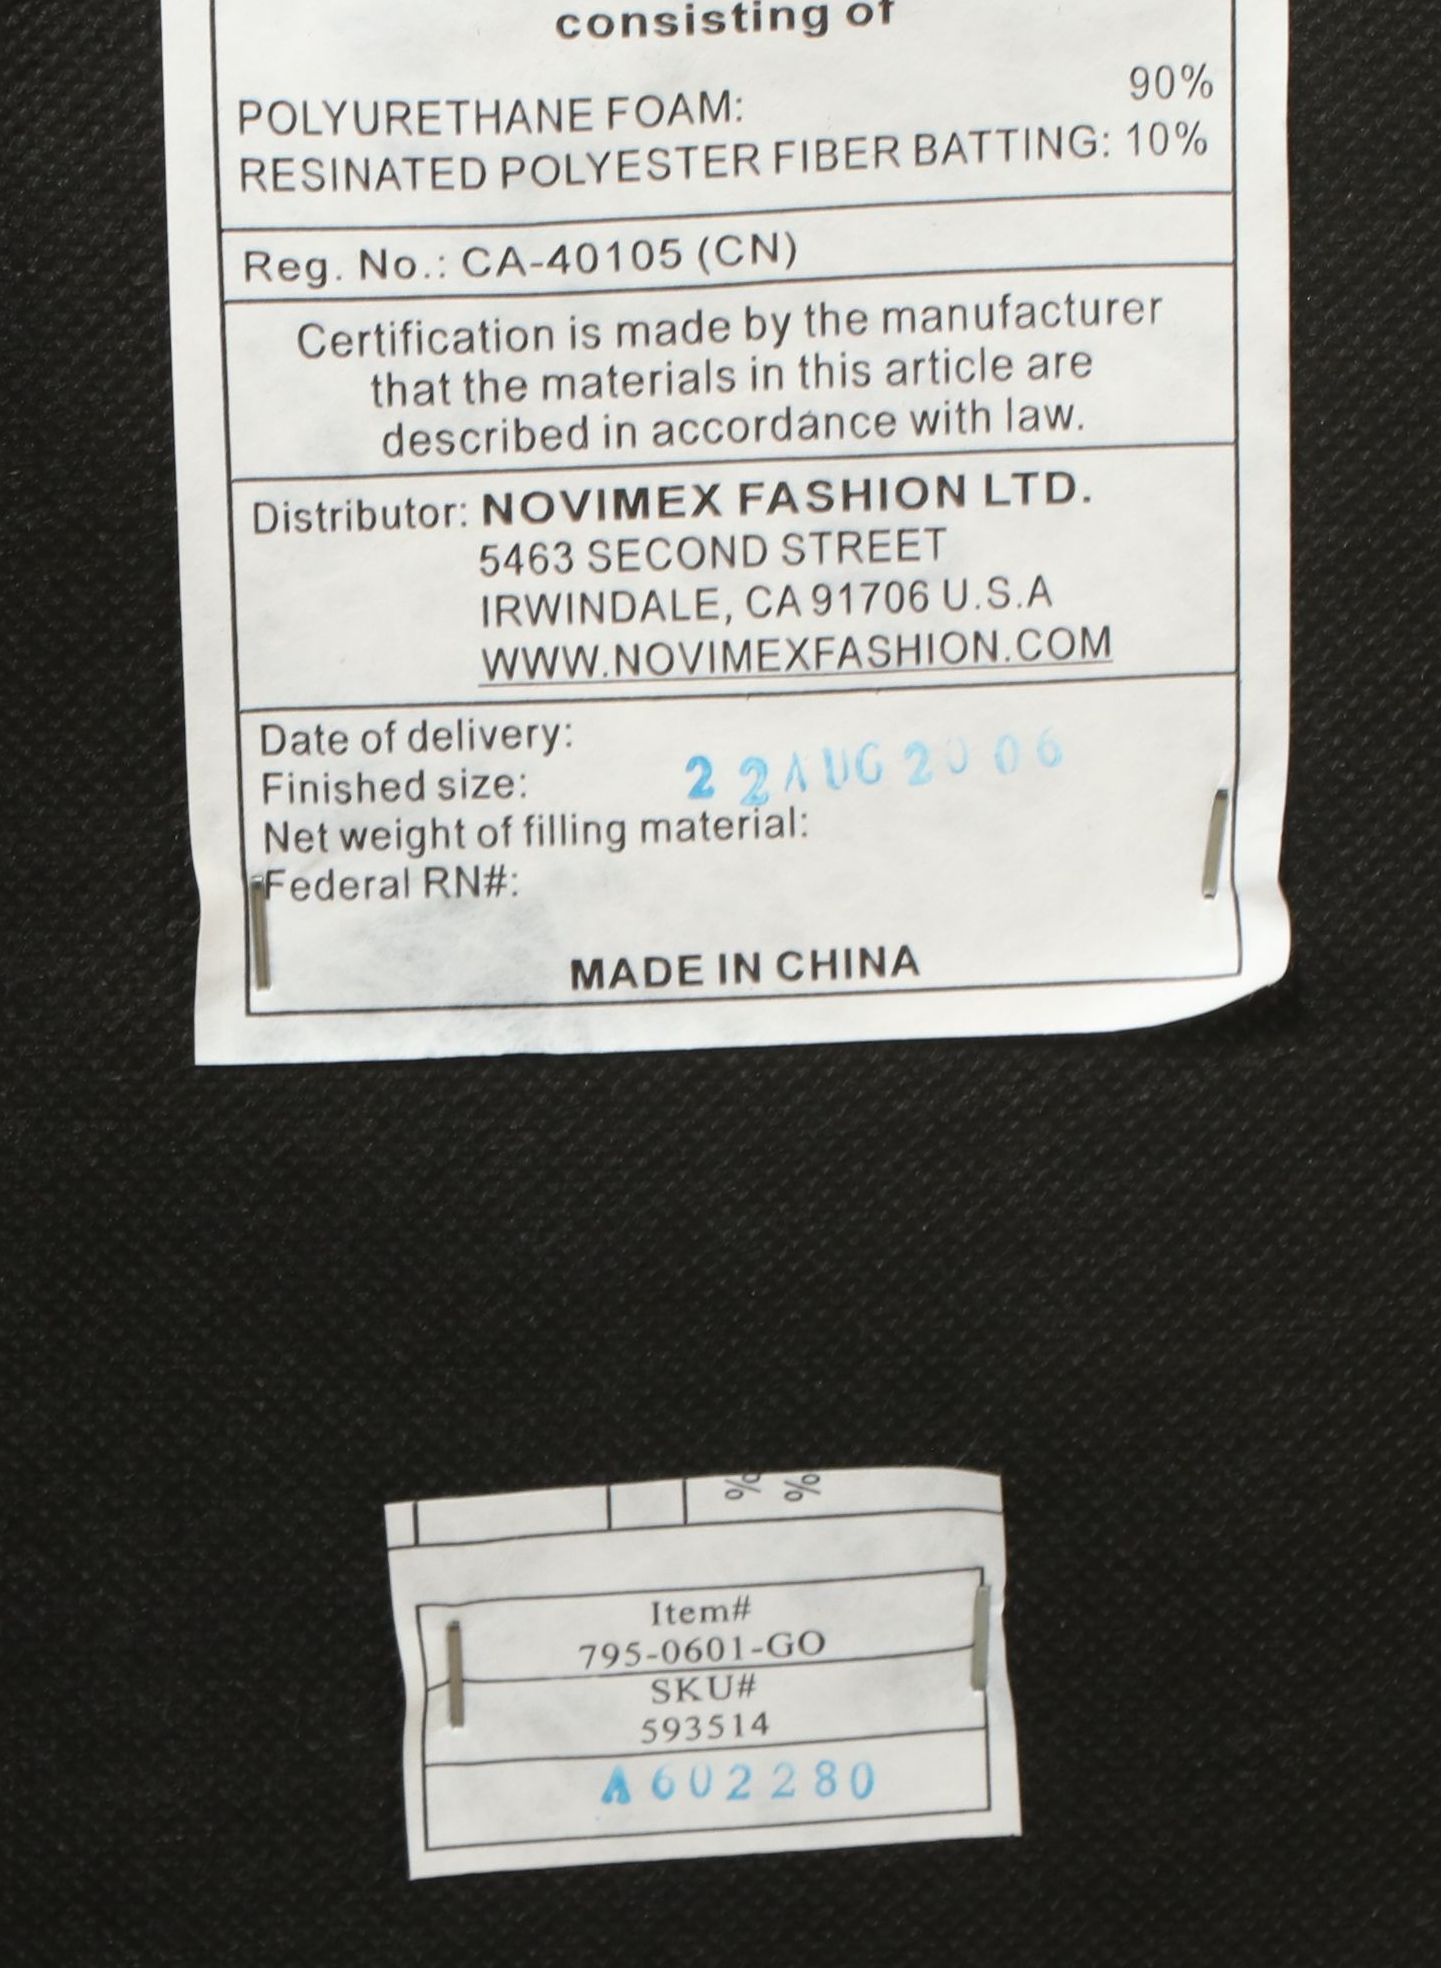 consisting of
POLYURETHANE FOAM: 90%
RESINATED POLYESTER FIBER BATTING: 10%
Reg. No.: CA-40105 (CN)
Certification is made by the manufacturer
that the materials in this article are
described in accordance with law.
Distributor: NOVIMEX FASHION LTD.
5463 SECOND STREET
IRWINDALE, CA 91706 U.S.A
WWW.NOVIMEXFASHION.COM
Date of delivery:
22 AUG 2006
Finished size:
Net weight of filling material:
Federal RN#:
MADE IN CHINA
% %
Item#
795-0601-GO
SKU#
593514
A602280